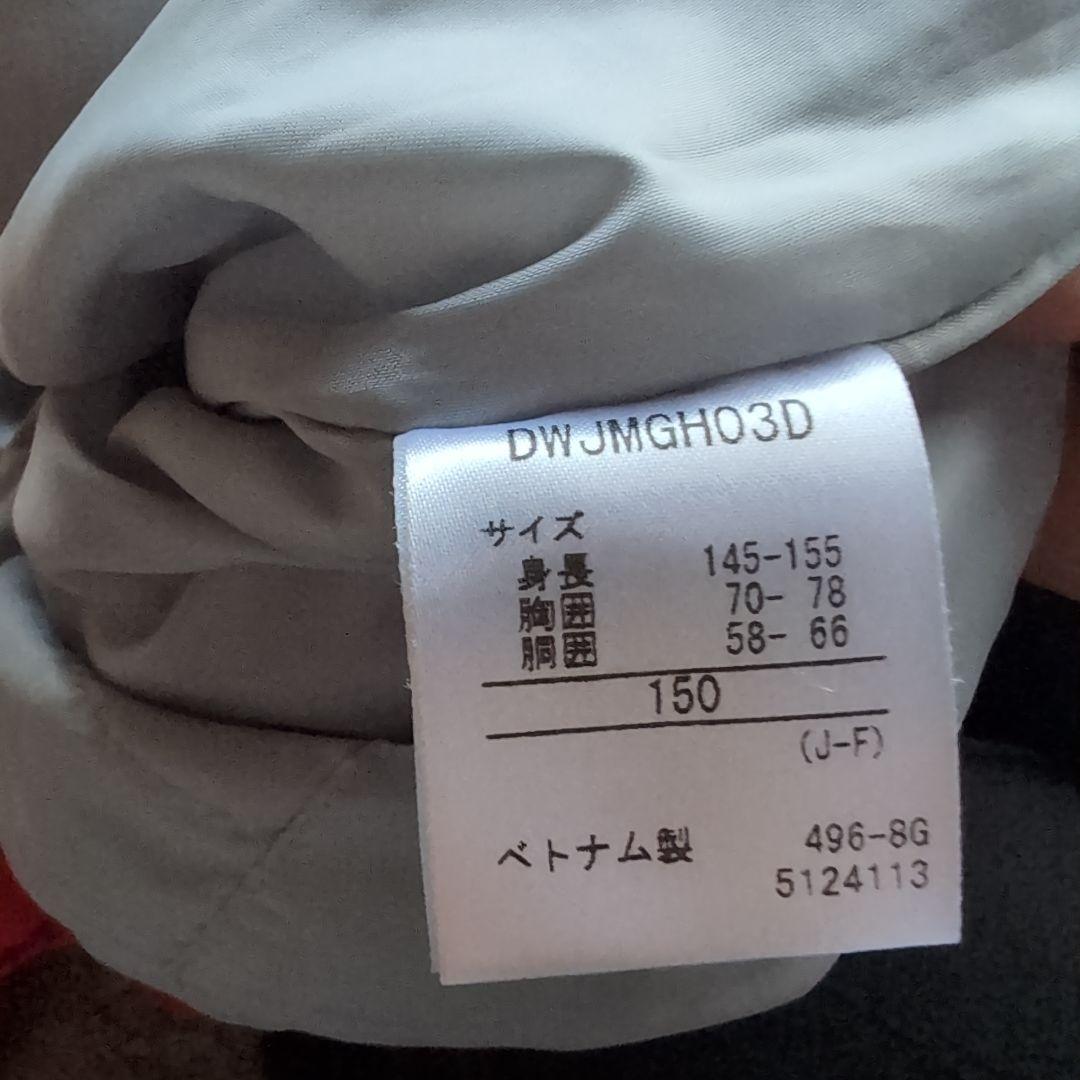 DWJMGH03D
サイズ
身長 145-155
胸囲 70- 78
胴囲 58- 66
150
(J-F)
ベトナム製 496-8G
5124113